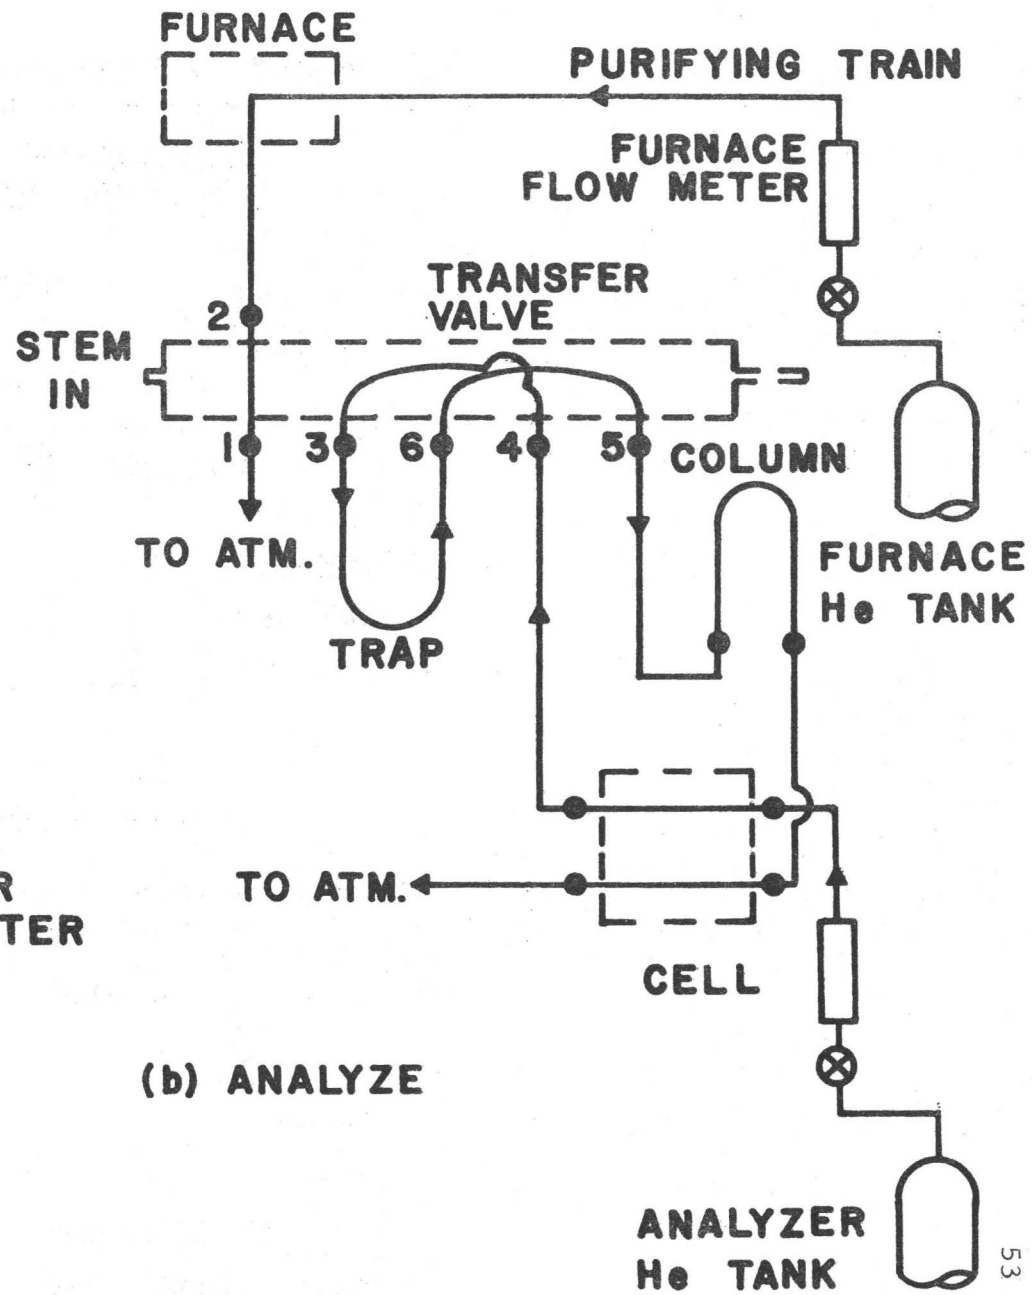 FURNACE
PURIFYING TRAIN
FURNACE
FLOW METER
TRANSFER
VALVE
2
STEM
IN
1 3 6 4 5
COLUMN
TO ATM.
FURNACE
He TANK
TRAP
R
TER
TO ATM.
CELL
(b) ANALYZE
ANALYZER
He TANK
53